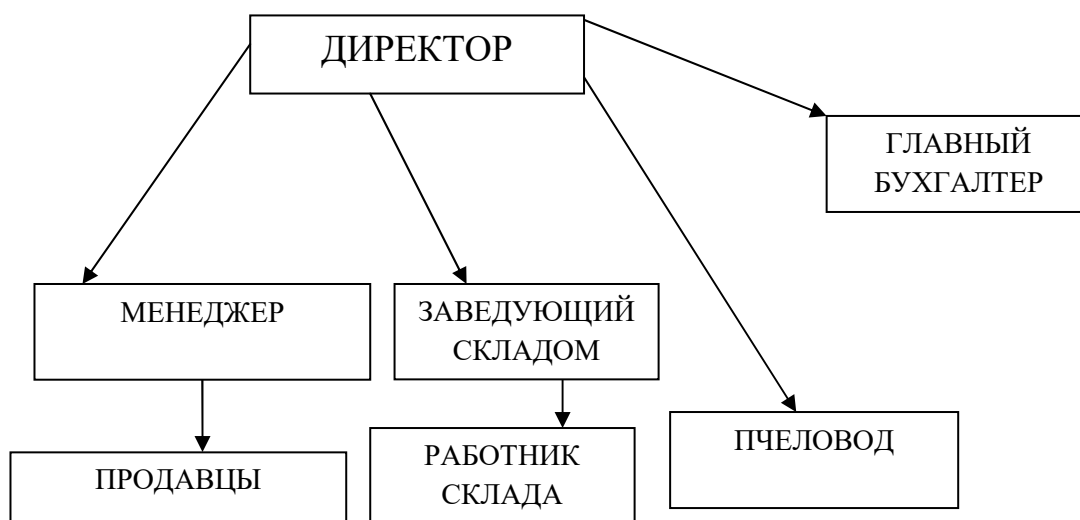 ДИРЕКТОР
ГЛАВНЫЙ
БУХГАЛТЕР
МЕНЕДЖЕР
ЗАВЕДУЮЩИЙ
СКЛАДОМ
ПЧЕЛОВОД
ПРОДАВЦЫ
РАБОТНИК
СКЛАДА